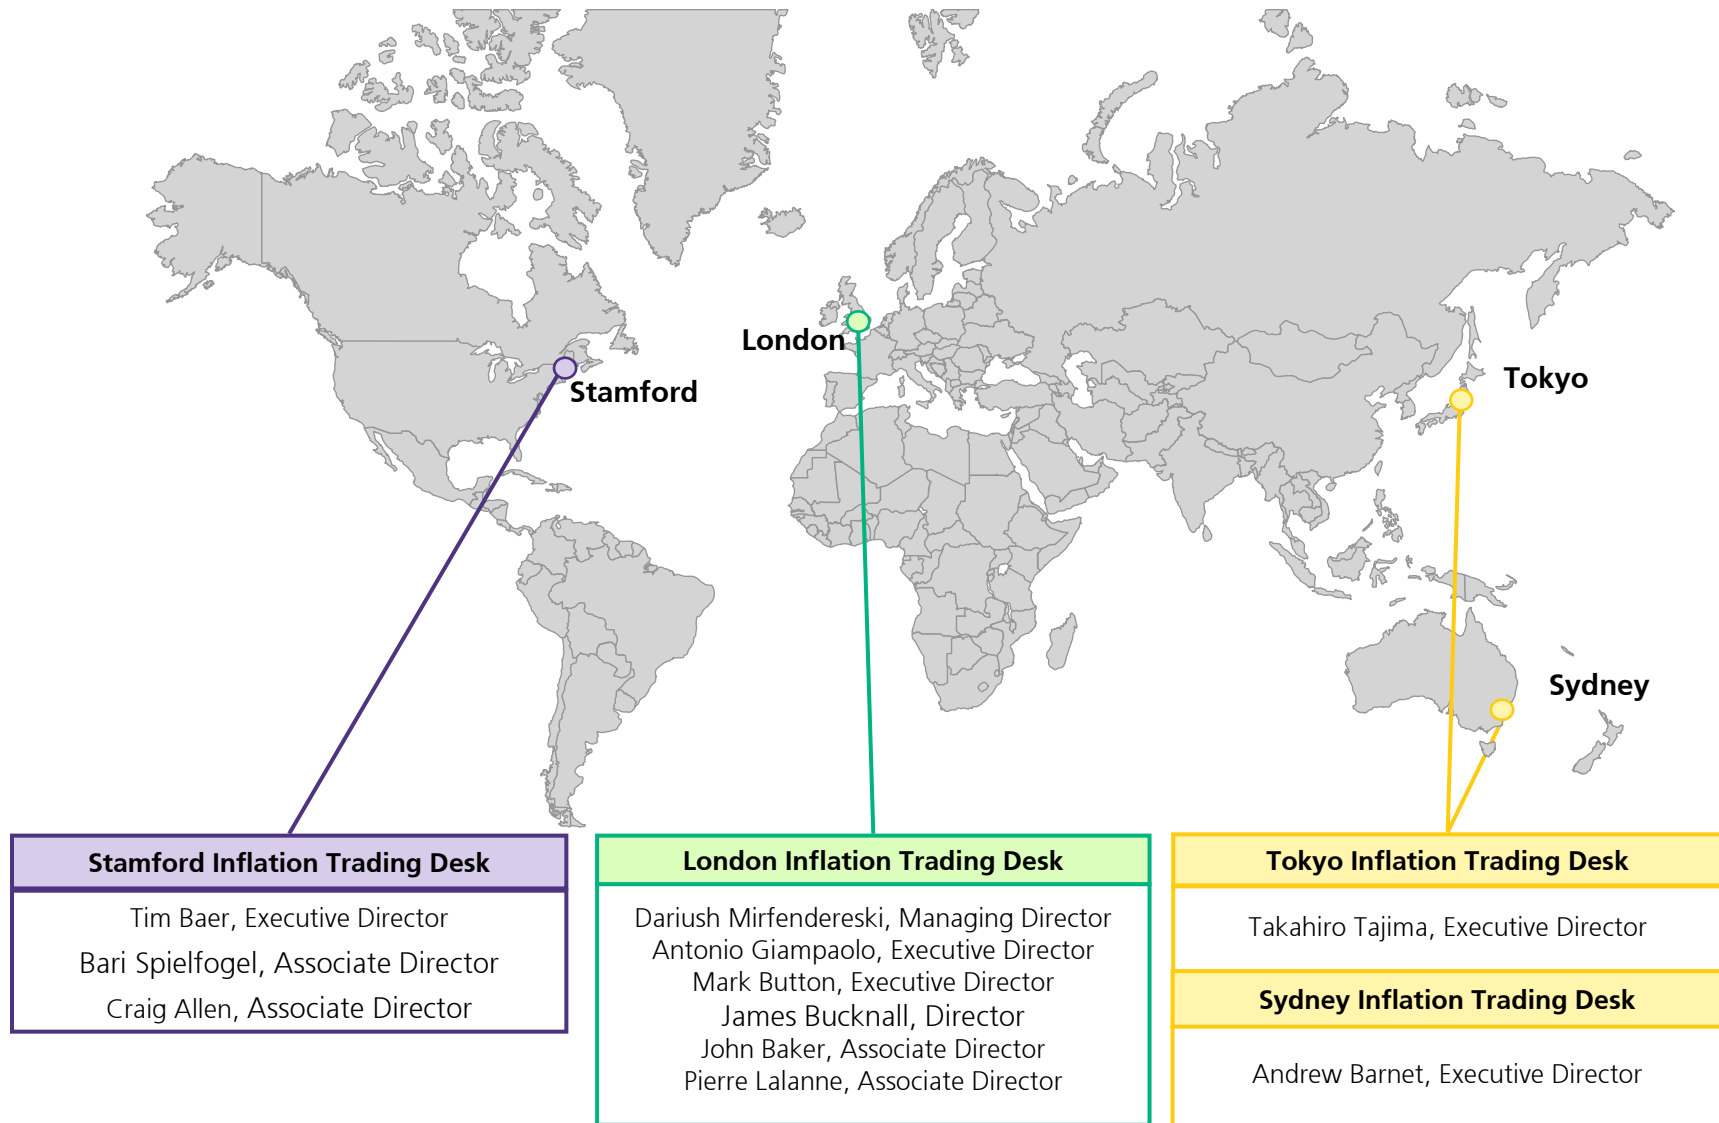 London
Stamford
Tokyo
Sydney
Stamford Inflation Trading Desk
Tim Baer, Executive Director
Bari Spielfogel, Associate Director
Craig Allen, Associate Director
London Inflation Trading Desk
Dariush Mirfendereski, Managing Director
Antonio Giampaolo, Executive Director
Mark Button, Executive Director
James Bucknall, Director
John Baker, Associate Director
Pierre Lalanne, Associate Director
Tokyo Inflation Trading Desk
Takahiro Tajima, Executive Director
Sydney Inflation Trading Desk
Andrew Barnet, Executive Director